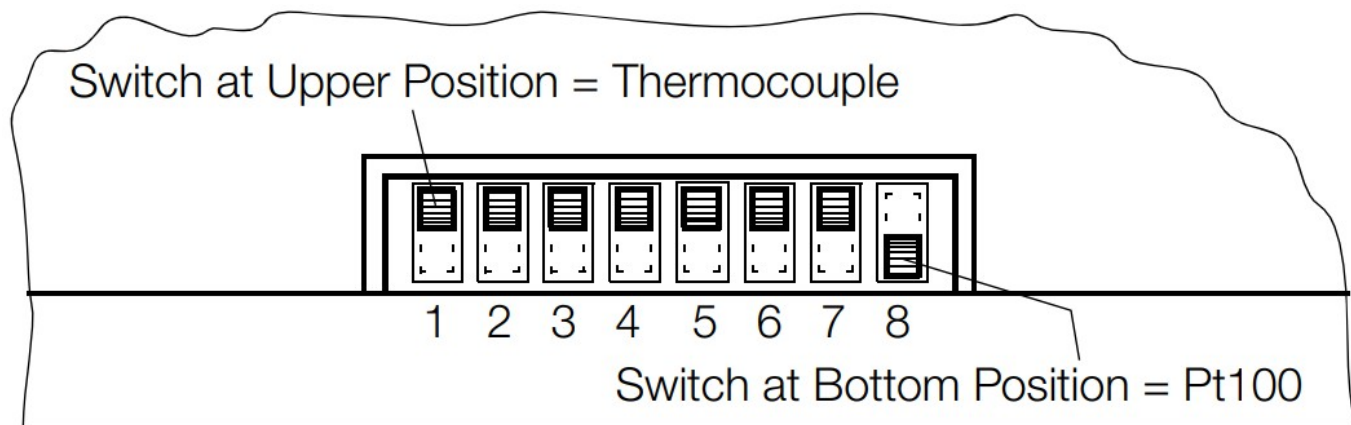 Switch at Upper Position = Thermocouple
1 2 3 4 5 6 7 8
Switch at Bottom Position = Pt100